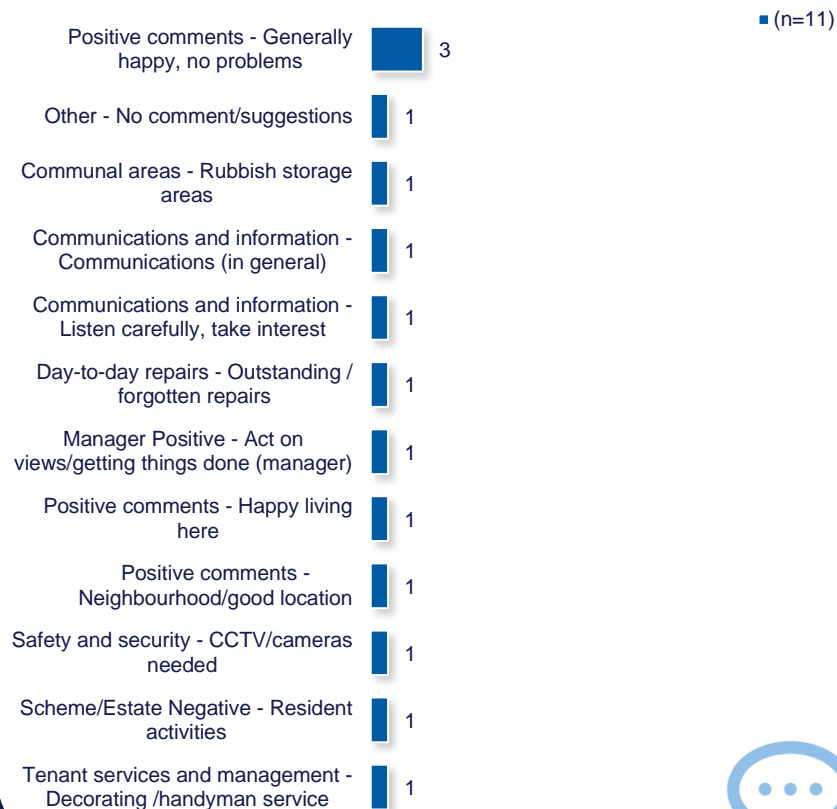 (n=11)
Positive comments - Generally
happy, no problems
3
Other - No comment/suggestions
1
Communal areas - Rubbish storage
areas
1
Communications and information -
Communications (in general)
1
Communications and information -
Listen carefully, take interest
1
Day-to-day repairs - Outstanding /
forgotten repairs
1
Manager Positive - Act on
views/getting things done (manager)
1
Positive comments - Happy living
here
1
Positive comments -
Neighbourhood/good location
1
Safety and security - CCTV/cameras
needed
1
Scheme/Estate Negative - Resident
activities
1
Tenant services and management -
Decorating /handyman service
1